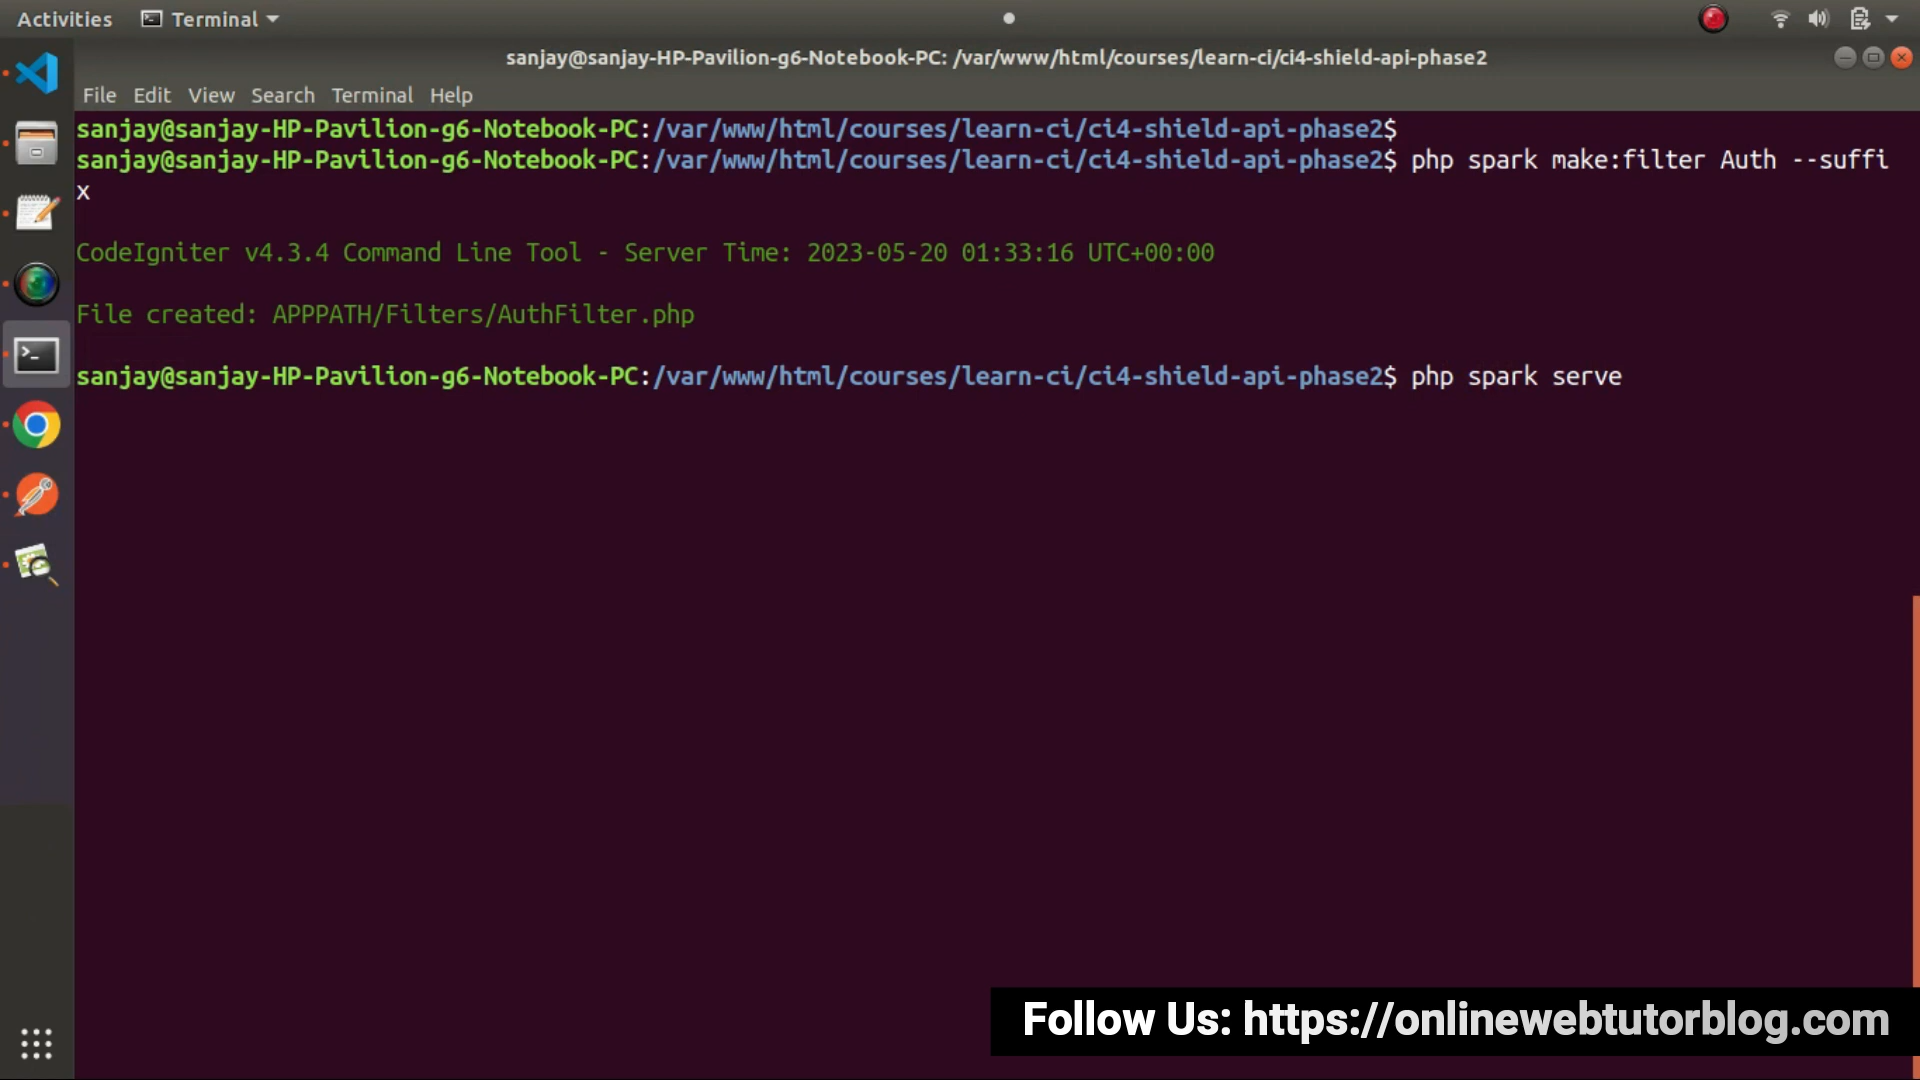 Activities Terminal
sanjay@sanjay-HP-Pavilion-g6-Notebook-PC: /var/www/html/courses/learn-ci/ci4-shield-api-phase2
File Edit View Search Terminal Help
sanjay@sanjay-HP-Pavilion-g6-Notebook-PC:/var/www/html/courses/learn-ci/ci4-shield-api-phase2$
sanjay@sanjay-HP-Pavilion-g6-Notebook-PC:/var/www/html/courses/learn-ci/ci4-shield-api-phase2$ php spark make:filter Auth --suffi
x
CodeIgniter v4.3.4 Command Line Tool - Server Time: 2023-05-20 01:33:16 UTC+00:00
File created: APPPATH/Filters/AuthFilter.php
sanjay@sanjay-HP-Pavilion-g6-Notebook-PC:/var/www/html/courses/learn-ci/ci4-shield-api-phase2$ php spark serve
Follow Us: https://onlinewebtutorblog.com